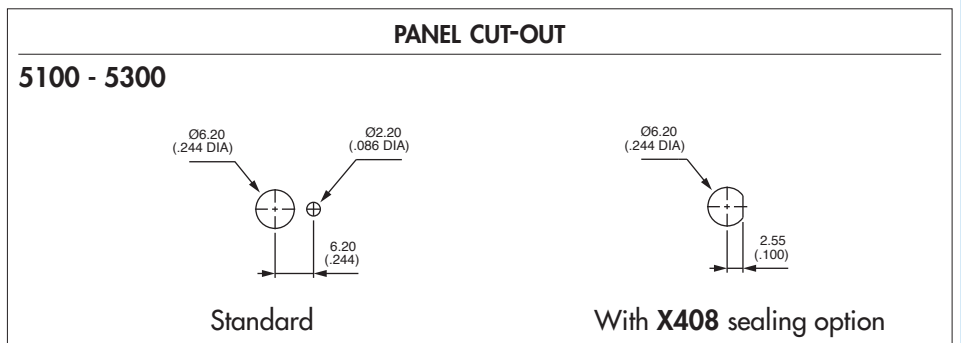 PANEL CUT-OUT
5100 - 5300
Ø6.20
(.244 DIA)
Ø2.20
(.086 DIA)
6.20
(.244)
Standard
Ø6.20
(.244 DIA)
2.55
(.100)
With X408 sealing option